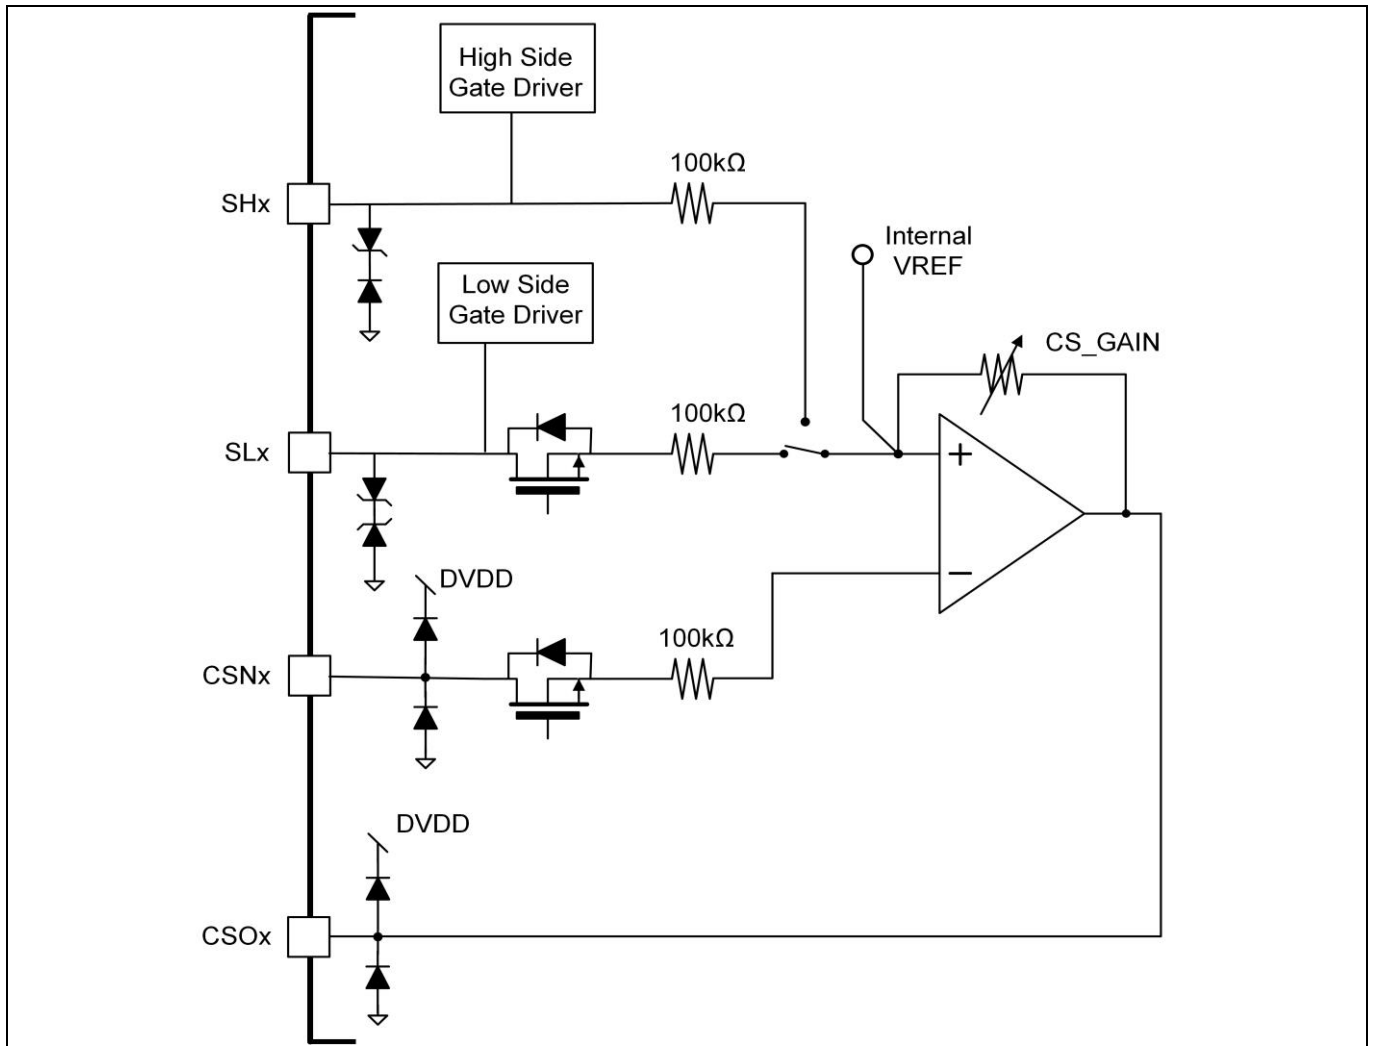 High Side
Gate Driver
100kΩ
SHx
Internal
VREF
Low Side
Gate Driver
CS_GAIN
100kΩ
SLx
+
DVDD
−
100kΩ
CSNx
DVDD
CSOx